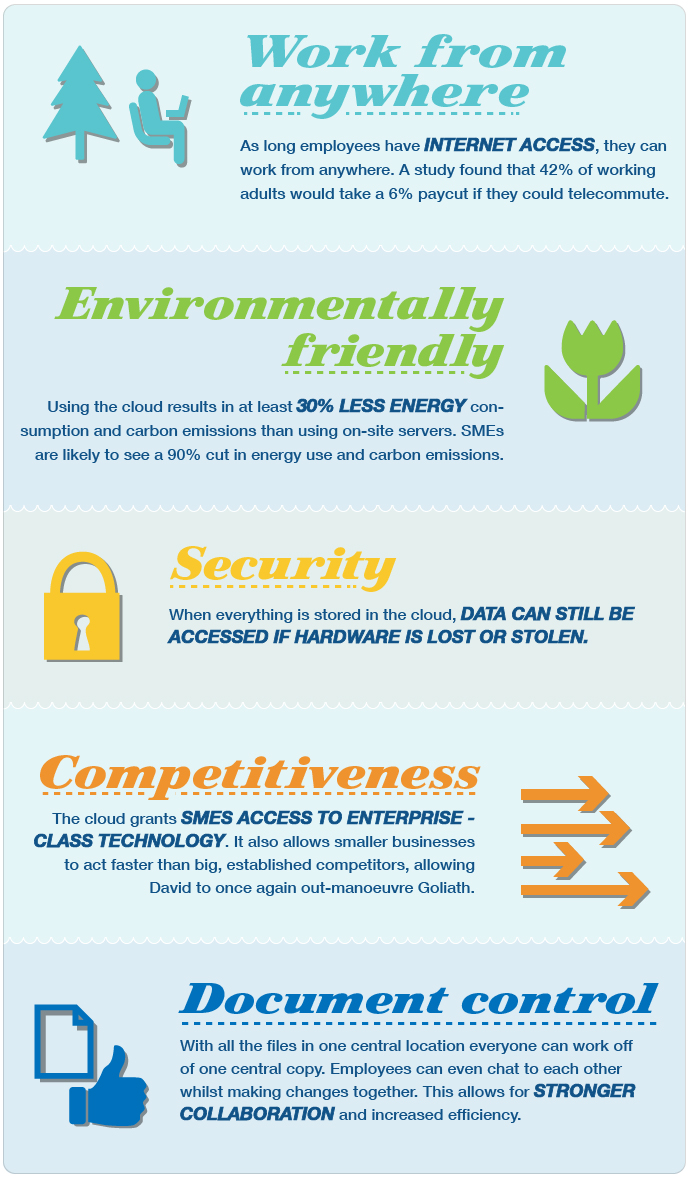 Work from
anywhere
As long employees have INTERNET ACCESS, they can
work from anywhere. A study found that 42% of working
adults would take a 6% paycut if they could telecommute.
Environmentally
friendly
Using the cloud results in at least 30% LESS ENERGY con-
sumption and carbon emissions than using on-site servers. SMEs
are likely to see a 90% cut in energy use and carbon emissions.
Security
When everything is stored in the cloud, DATA CAN STILL BE
ACCESSED IF HARDWARE IS LOST OR STOLEN.
Competitiveness
The cloud grants SMES ACCESS TO ENTERPRISE -
CLASS TECHNOLOGY. It also allows smaller businesses
to act faster than big, established competitors, allowing
David to once again out-manoeuvre Goliath.
Document control
With all the files in one central location everyone can work off
of one central copy. Employees can even chat to each other
whilst making changes together. This allows for STRONGER
COLLABORATION and increased efficiency.